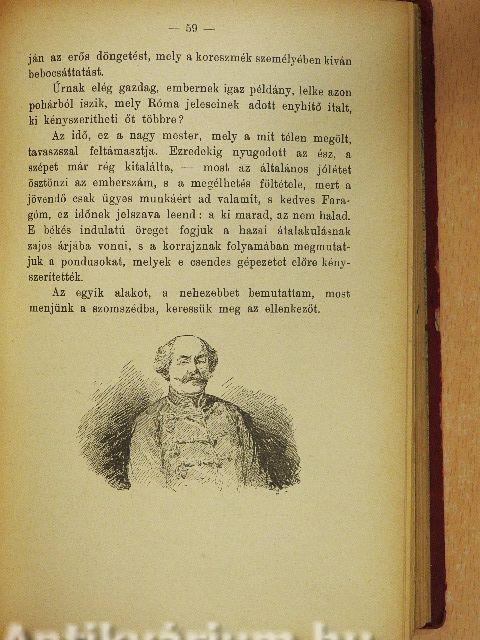 — 59 —
ján az erős döngetést, mely a koreszmék személyében kiván
bebocsáttatást.
Úrnak elég gazdag, embernek igaz példány, lelke azon
pohárból iszik, mely Róma jeleseinek adott enyhítő italt,
ki kényszerítheti őt többre?
Az idő, ez a nagy mester, mely a mit télen megölt,
tavaszszal feltámasztja. Ezredekig nyugodott az ész, a
szépet már rég kitalálta, — most az általános jólétet
ösztönzi az emberszám, s a megélhetés föltétele, mert a
jövendő csak ügyes munkáért ad valamit, s kedves Fara-
góm, ez időnek jelszava leend: a ki marad, az nem halad.
E békés indulatú öreget fogjuk a hazai átalakulásnak
zajos árjába vonni, s a korrajznak folyamában megmutat-
juk a pondusokat, melyek e csendes gépezetet előre kény-
szeritették.
Az egyik alakot, a nehezebbet bemutattam, most
menjünk a szomszédba, keressük meg az ellenkezőt.
Antikvárium.hu